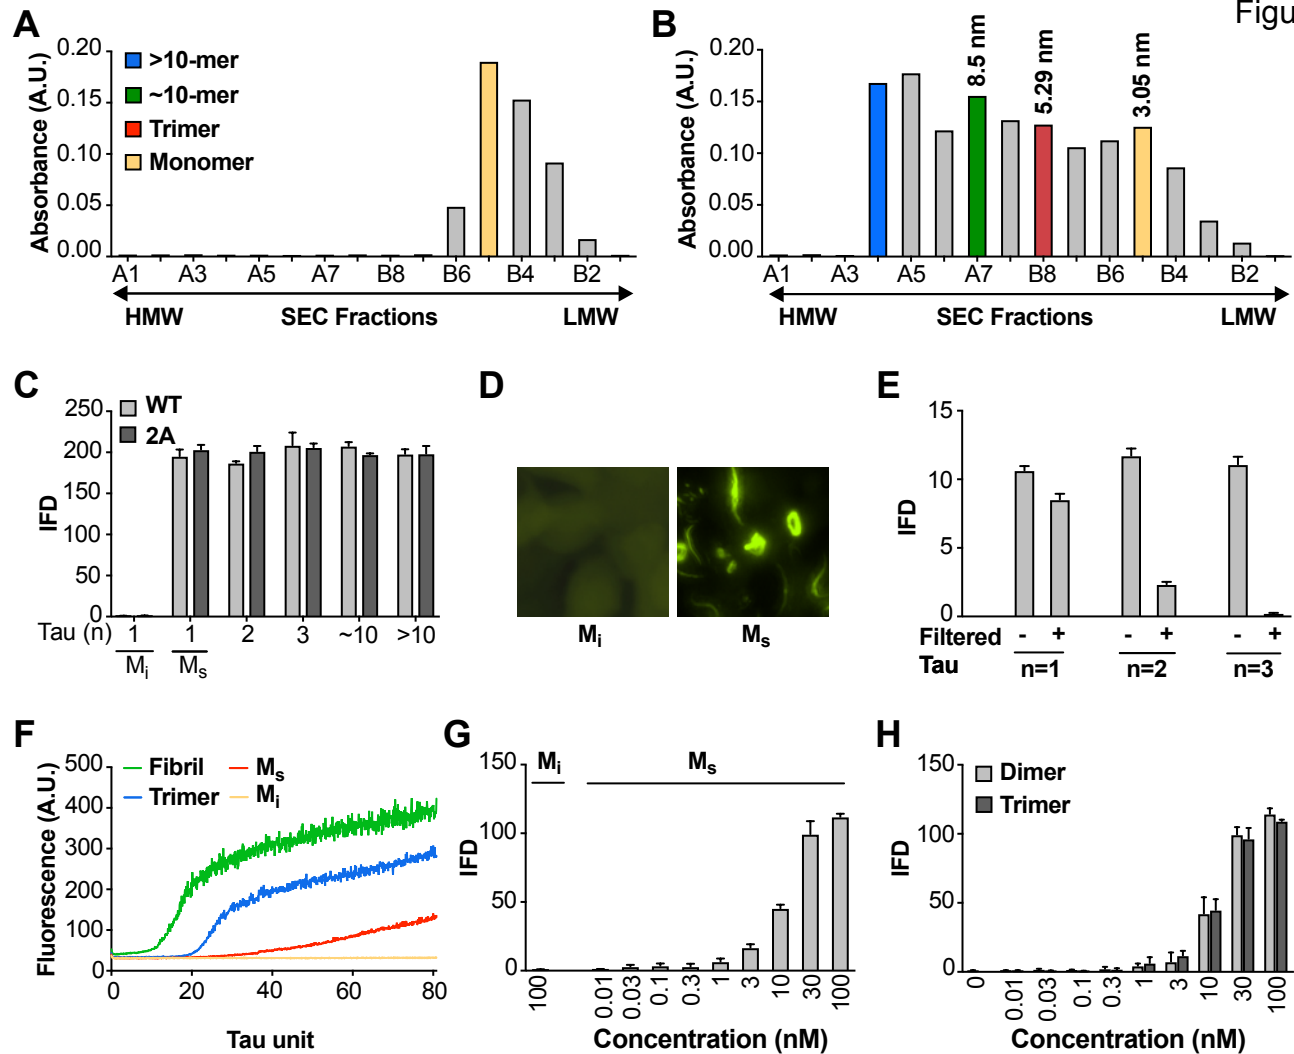 Figu
A
Absorbance (A.U.)
0.20
0.15
0.10
0.05
0.00
>10-mer
~10-mer
Trimer
Monomer
A1 A3 A5 A7 B8 B6 B4 B2
HMW SEC Fractions LMW
B
Absorbance (A.U.)
0.20
0.15
0.10
0.05
0.00
8.5 nm
5.29 nm
3.05 nm
A1 A3 A5 A7 B8 B6 B4 B2
HMW SEC Fractions LMW
C
IFD
250
200
150
100
50
0
WT
2A
Tau (n) 1 1 2 3 ~10 >10
Mi Ms
D
Mi Ms
E
IFD
15
10
5
0
Filtered - + - + - +
Tau n=1 n=2 n=3
F
Fluorescence (A.U.)
500
400
300
200
100
0
Fibril Ms
Trimer Mi
0 20 40 60 80
Tau unit
G
IFD
150
100
50
0
Mi Ms
100 0.01 0.03 0.1 0.3 1 3 10 30 100
Concentration (nM)
H
IFD
150
100
50
0
Dimer
Trimer
0 0.01 0.03 0.1 0.3 1 3 10 30 100
Concentration (nM)